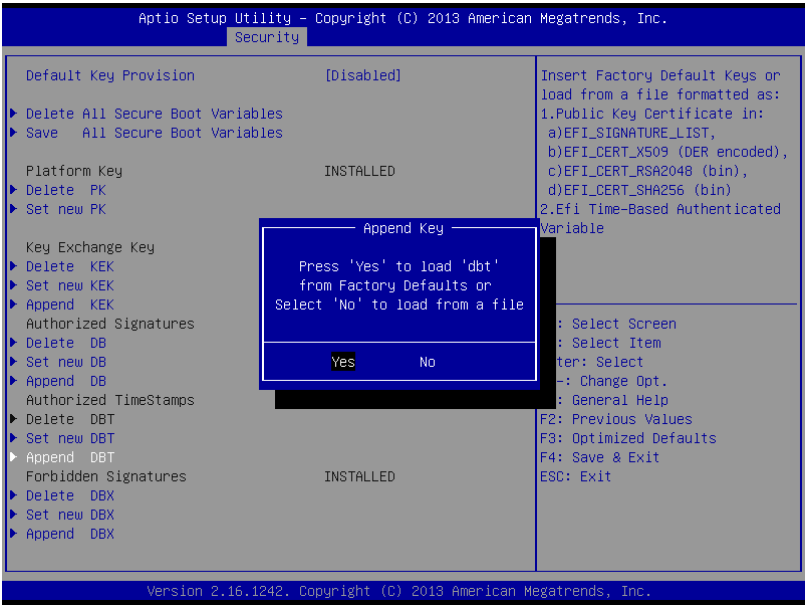 Aptio Setup Utility – Copyright (C) 2013 American Megatrends, Inc.
Security
Default Key Provision [Disabled]
Delete All Secure Boot Variables
Save All Secure Boot Variables
Platform Key INSTALLED
Delete PK
Set new PK
Key Exchange Key
Delete KEK
Set new KEK
Append KEK
Authorized Signatures
Delete DB
Set new DB
Append DB
Authorized TimeStamps
Delete DBT
Set new DBT
Append DBT
Forbidden Signatures INSTALLED
Delete DBX
Set new DBX
Append DBX
Append Key
Press 'Yes' to load 'dbt'
from Factory Defaults or
Select 'No' to load from a file
Yes No
Insert Factory Default Keys or
load from a file formatted as:
1.Public Key Certificate in:
a)EFI_SIGNATURE_LIST,
b)EFI_CERT_X509 (DER encoded),
c)EFI_CERT_RSA2048 (bin),
d)EFI_CERT_SHA256 (bin)
2.Efi Time-Based Authenticated
Variable
: Select Screen
: Select Item
ter: Select
-: Change Opt.
: General Help
F2: Previous Values
F3: Optimized Defaults
F4: Save & Exit
ESC: Exit
Version 2.16.1242. Copyright (C) 2013 American Megatrends, Inc.